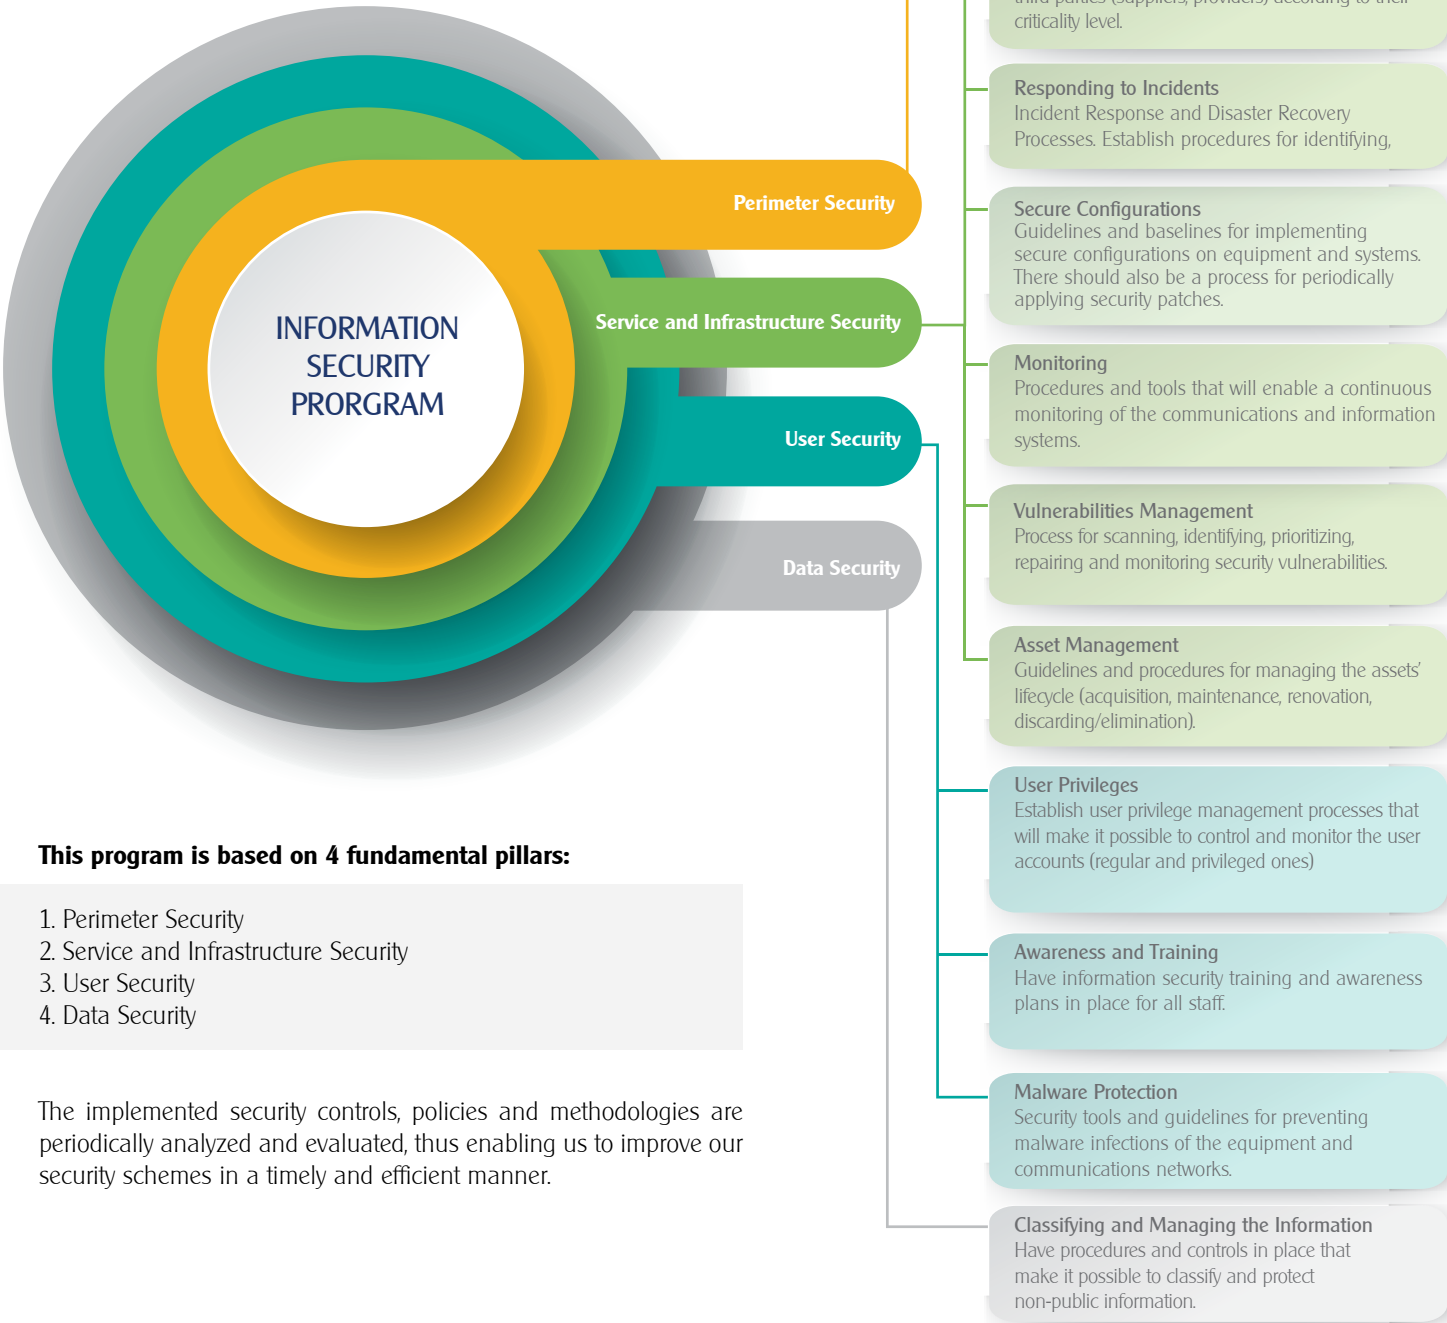 INFORMATION
SECURITY
PRORGRAM
Perimeter Security
Service and Infrastructure Security
User Security
Data Security
This program is based on 4 fundamental pillars:
1. Perimeter Security
2. Service and Infrastructure Security
3. User Security
4. Data Security
The implemented security controls, policies and methodologies are
periodically analyzed and evaluated, thus enabling us to improve our
security schemes in a timely and efficient manner.
third parties (suppliers, providers) according to their
criticality level.
Responding to Incidents
Incident Response and Disaster Recovery
Processes. Establish procedures for identifying,
Secure Configurations
Guidelines and baselines for implementing
secure configurations on equipment and systems.
There should also be a process for periodically
applying security patches.
Monitoring
Procedures and tools that will enable a continuous
monitoring of the communications and information
systems.
Vulnerabilities Management
Process for scanning, identifying, prioritizing,
repairing and monitoring security vulnerabilities.
Asset Management
Guidelines and procedures for managing the assets’
lifecycle (acquisition, maintenance, renovation,
discarding/elimination).
User Privileges
Establish user privilege management processes that
will make it possible to control and monitor the user
accounts (regular and privileged ones)
Awareness and Training
Have information security training and awareness
plans in place for all staff.
Malware Protection
Security tools and guidelines for preventing
malware infections of the equipment and
communications networks.
Classifying and Managing the Information
Have procedures and controls in place that
make it possible to classify and protect
non-public information.